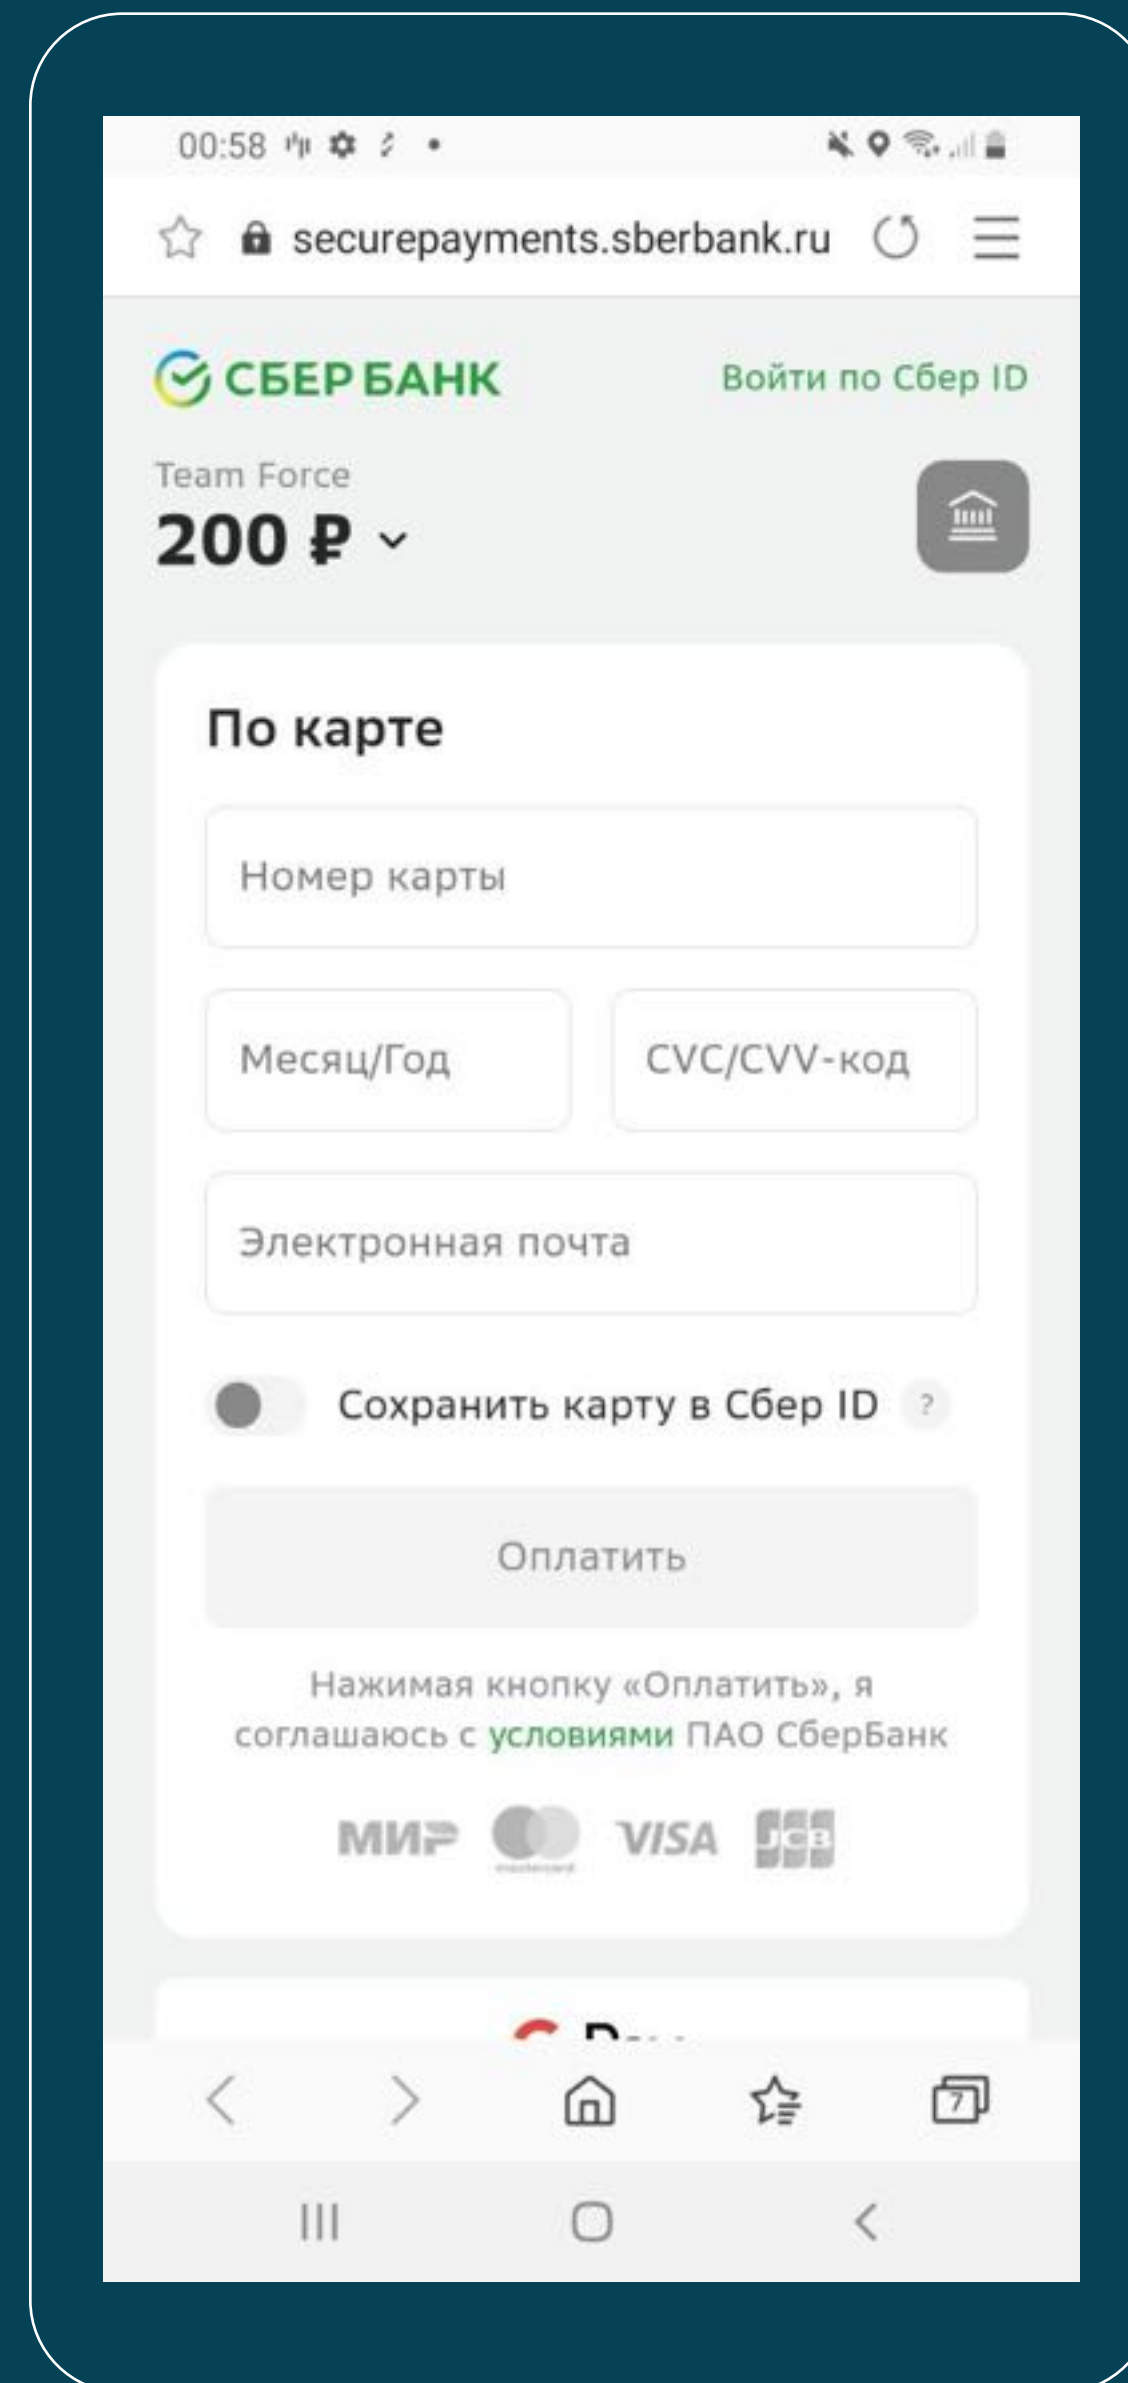 00:58
securepayments.sberbank.ru
СБЕР БАНК
Войти по Сбер ID
Team Force
200 ₽
По карте
Номер карты
Месяц/Год
CVC/CVV-код
Электронная почта
Сохранить карту в Сбер ID ?
Оплатить
Нажимая кнопку «Оплатить», я
соглашаюсь с условиями ПАО СберБанк
МИР mastercard VISA JCB
7